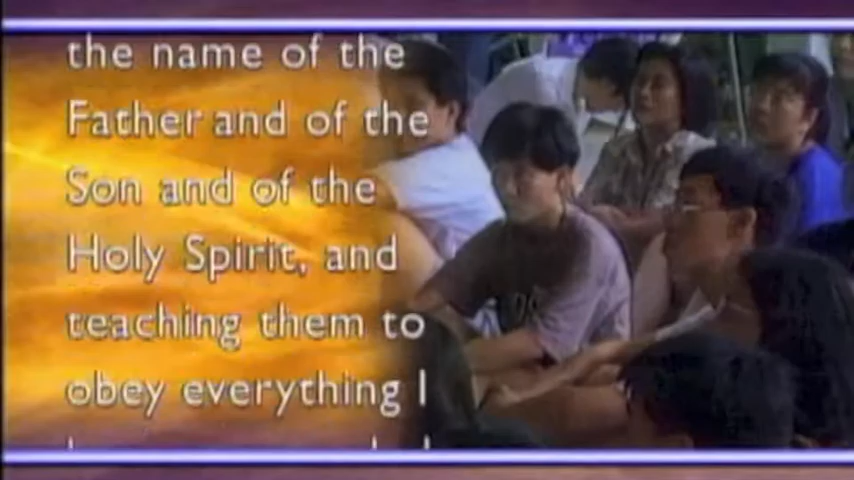 the name of the
Father and of the
Son and of the
Holy Spirit, and
teaching them to
obey everything I